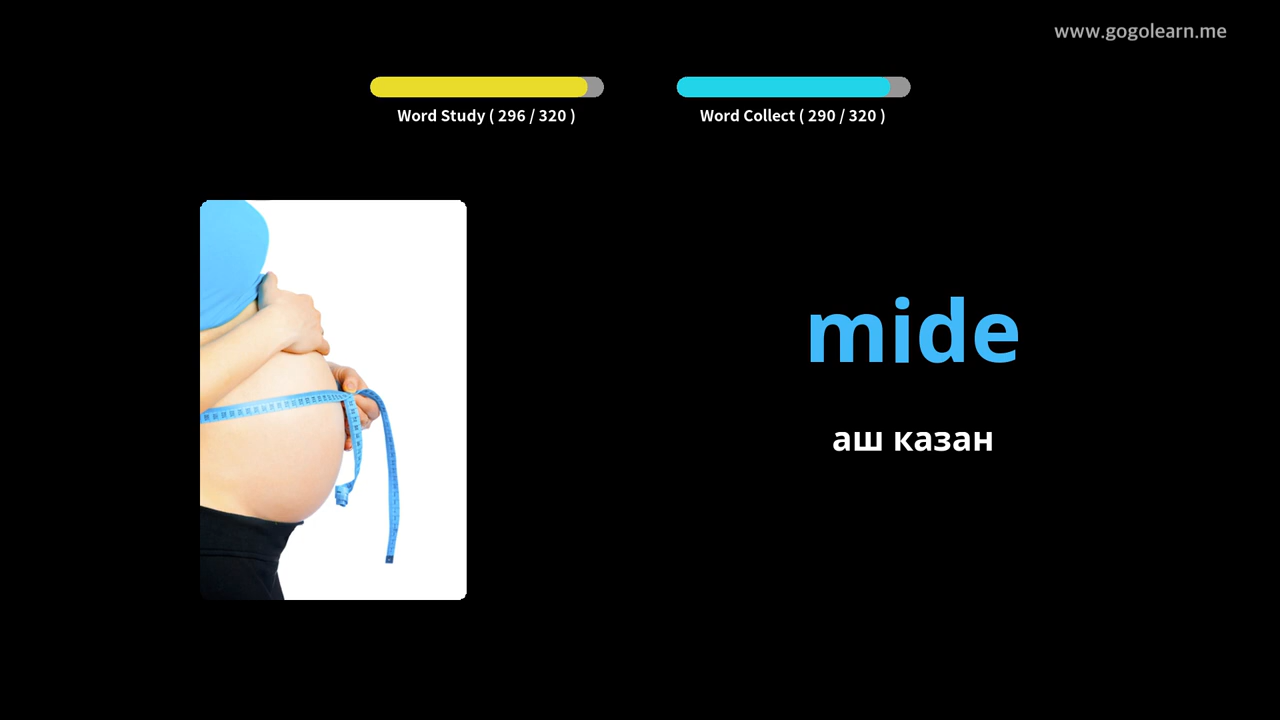 www.gogolearn.me
Word Study ( 296 / 320 )
Word Collect ( 290 / 320 )
mide
аш казан